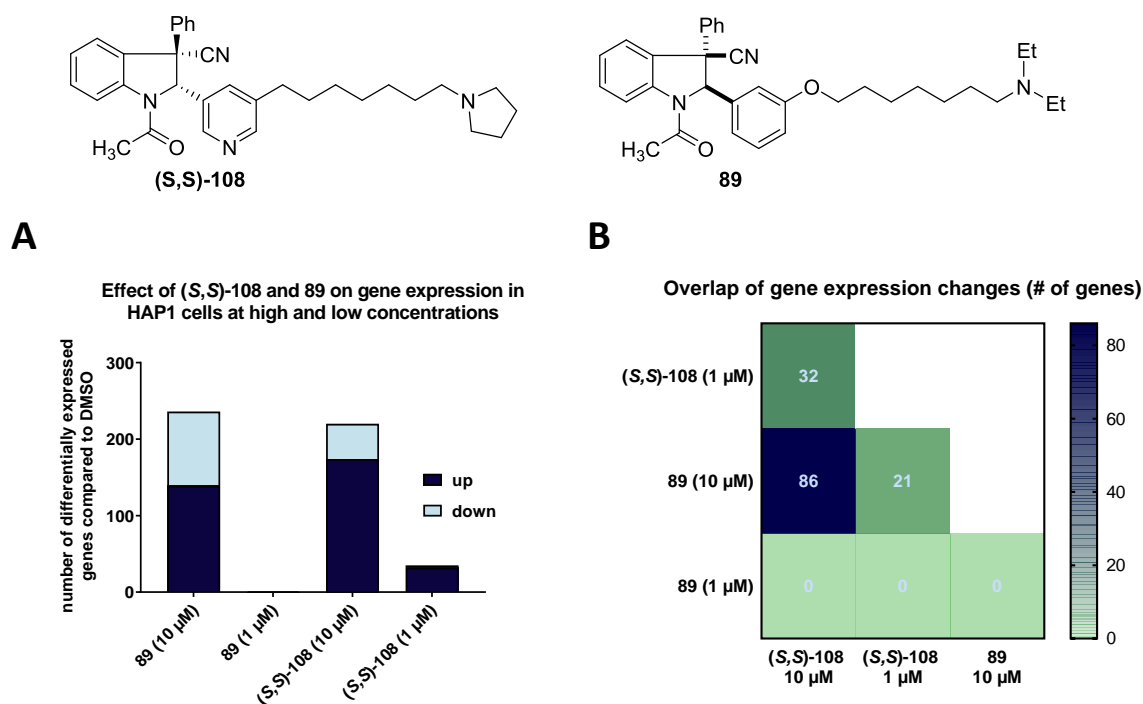 Ph
CN
N
H₃C
O
N
N
(S,S)-108
Ph
CN
N
H₃C
O
O
N
Et
Et
89
A
Effect of (S,S)-108 and 89 on gene expression in
HAP1 cells at high and low concentrations
number of differentially expressed
genes compared to DMSO
300
200
100
0
up
down
89 (10 µM)
89 (1 µM)
(S,S)-108 (10 µM)
(S,S)-108 (1 µM)
B
Overlap of gene expression changes (# of genes)
(S,S)-108 (1 µM)
32
89 (10 µM)
86
21
89 (1 µM)
0
0
0
(S,S)-108
10 µM
(S,S)-108
1 µM
89
10 µM
80
60
40
20
0